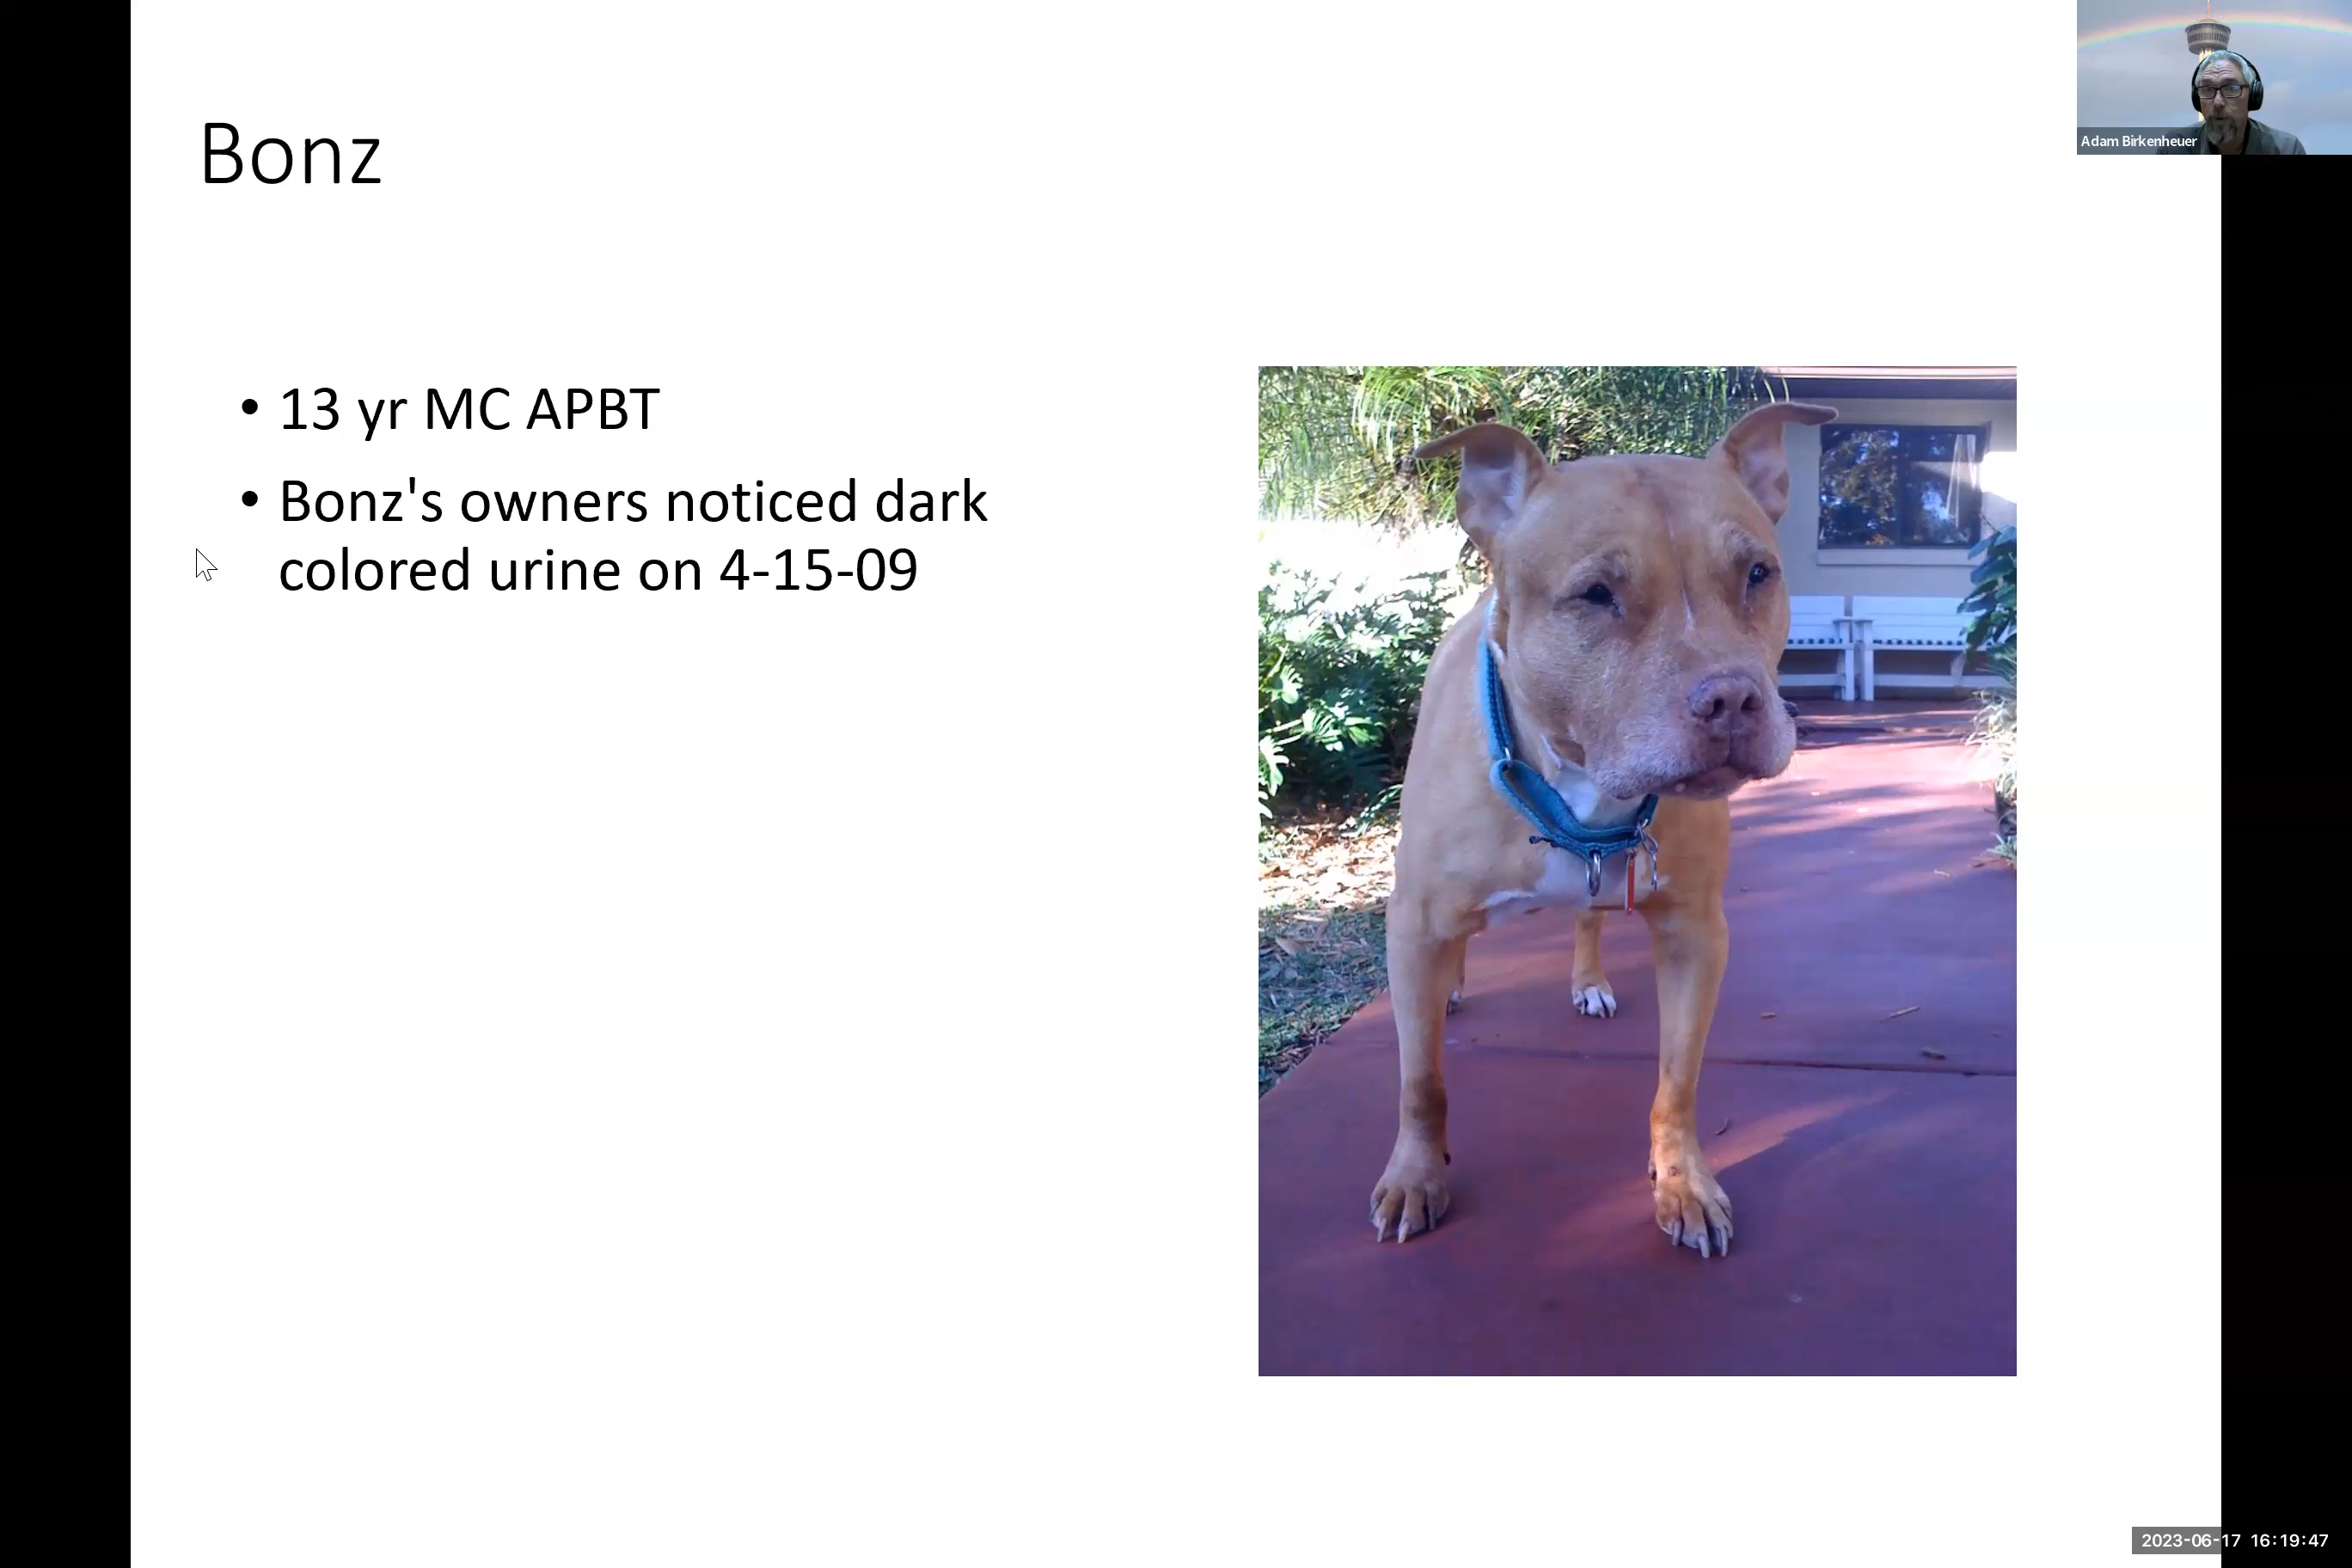 Adam Birkenheuer
Bonz
• 13 yr MC APBT
• Bonz's owners noticed dark
colored urine on 4-15-09
2023-06-17 16:19:47